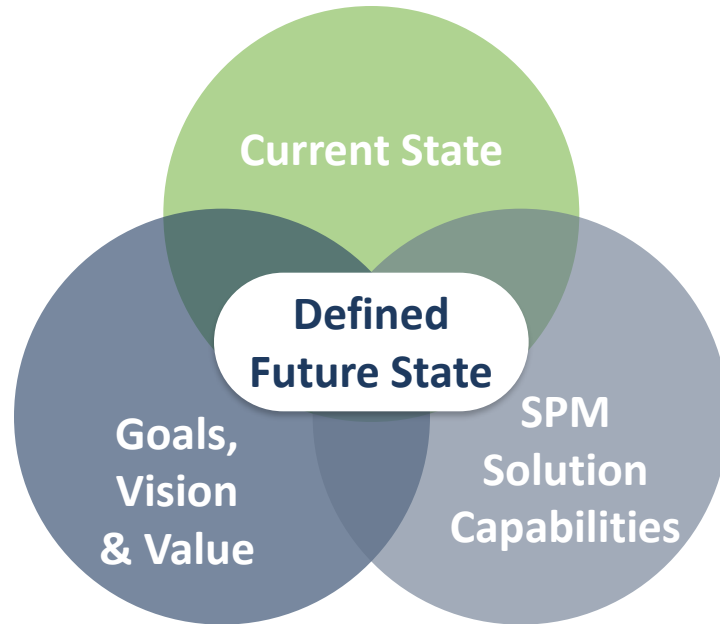 Current State
Defined
Future State
Goals,
Vision
& Value
SPM
Solution
Capabilities